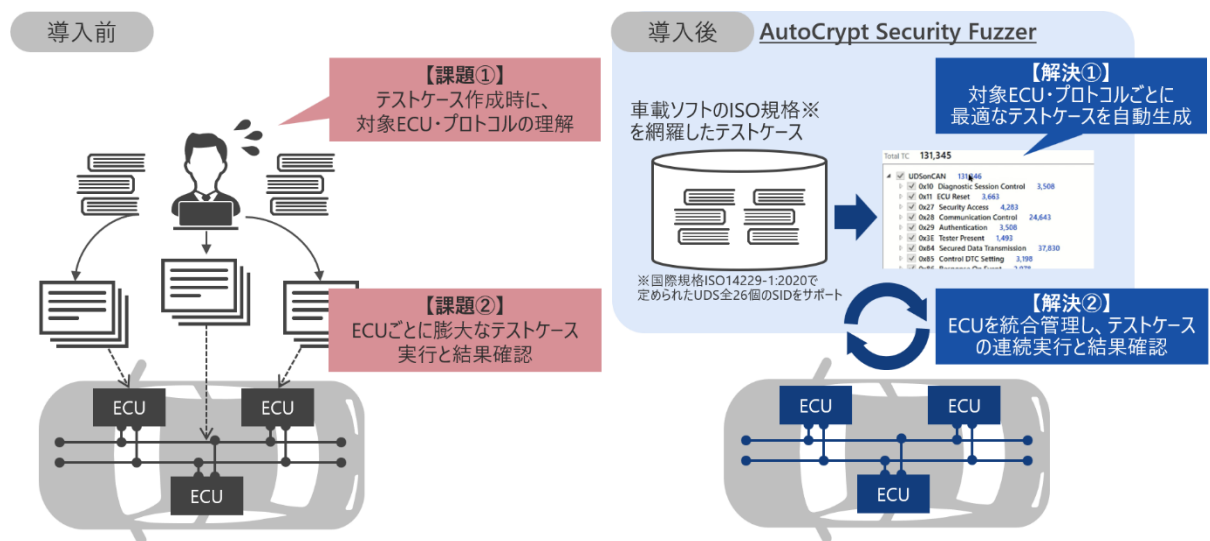 導入前
【課題①】
テストケース作成時に、
対象ECU・プロトコルの理解
【課題②】
ECUごとに膨大なテストケース
実行と結果確認
ECU
ECU
ECU
導入後
AutoCrypt Security Fuzzer
【解決①】
対象ECU・プロトコルごとに
最適なテストケースを自動生成
車載ソフトのISO規格※
を網羅したテストケース
Total TC 131,345
UDSonCAN
0x10 Diagnostic Session Control 3,508
0x11 ECU Reset 3,663
0x27 Security Access 4,283
0x28 Communication Control 24,643
0x29 Authentication 3,508
0x3E Tester Present 1,493
0x84 Secured Data Transmission 37,830
0x85 Control DTC Setting 3,198
※国際規格ISO14229-1:2020で
定められたUDS全26個のSIDをサポート
【解決②】
ECUを統合管理し、テストケース
の連続実行と結果確認
ECU
ECU
ECU